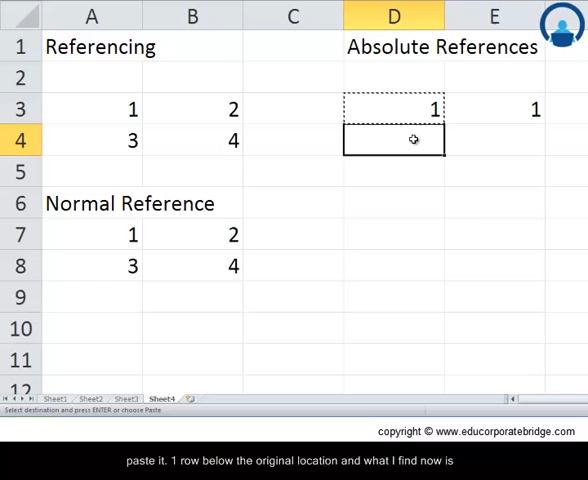 A B C D E
1 Referencing Absolute References
2
3 1 2 1 1
4 3 4
5
6 Normal Reference
7 1 2
8 3 4
9
10
11
12
Sheet1 Sheet2 Sheet3 Sheet4
Select destination and press ENTER or choose Paste
copyright © www.educorporatebridge.com
paste it. 1 row below the original location and what I find now is